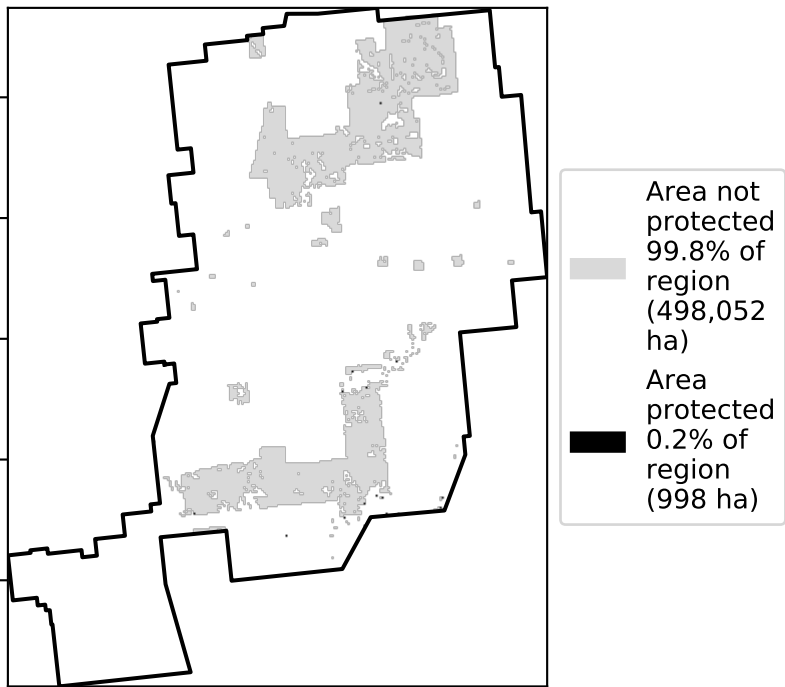 Area not
protected
99.8% of
region
(498,052
ha)
Area
protected
0.2% of
region
(998 ha)